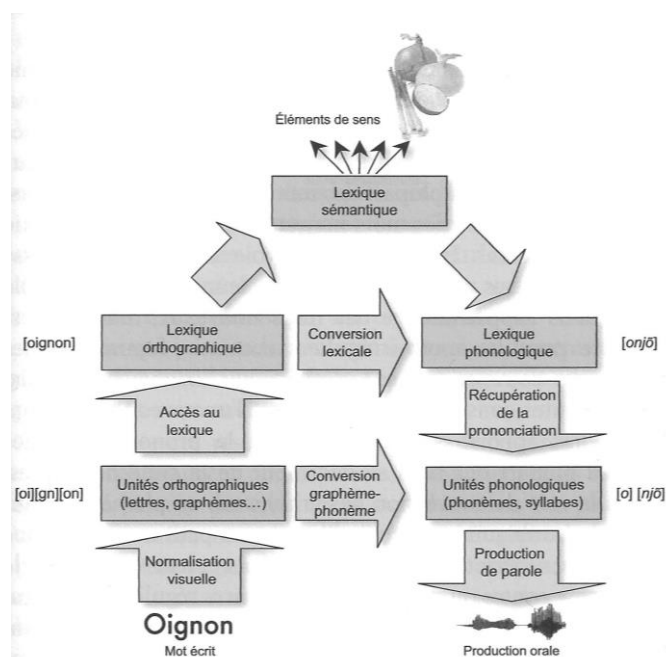 Éléments de sens
Lexique
sémantique
[oignon]
Lexique
orthographique
Conversion
lexicale
Lexique
phonologique
[onjõ]
Accès au
lexique
Récupération
de la
prononciation
[oi][gn][on]
Unités orthographiques
(lettres, graphèmes...)
Conversion
graphème-
phonème
Unités phonologiques
(phonèmes, syllabes)
[o] [njõ]
Normalisation
visuelle
Production
de parole
Oignon
Mot écrit
Production orale